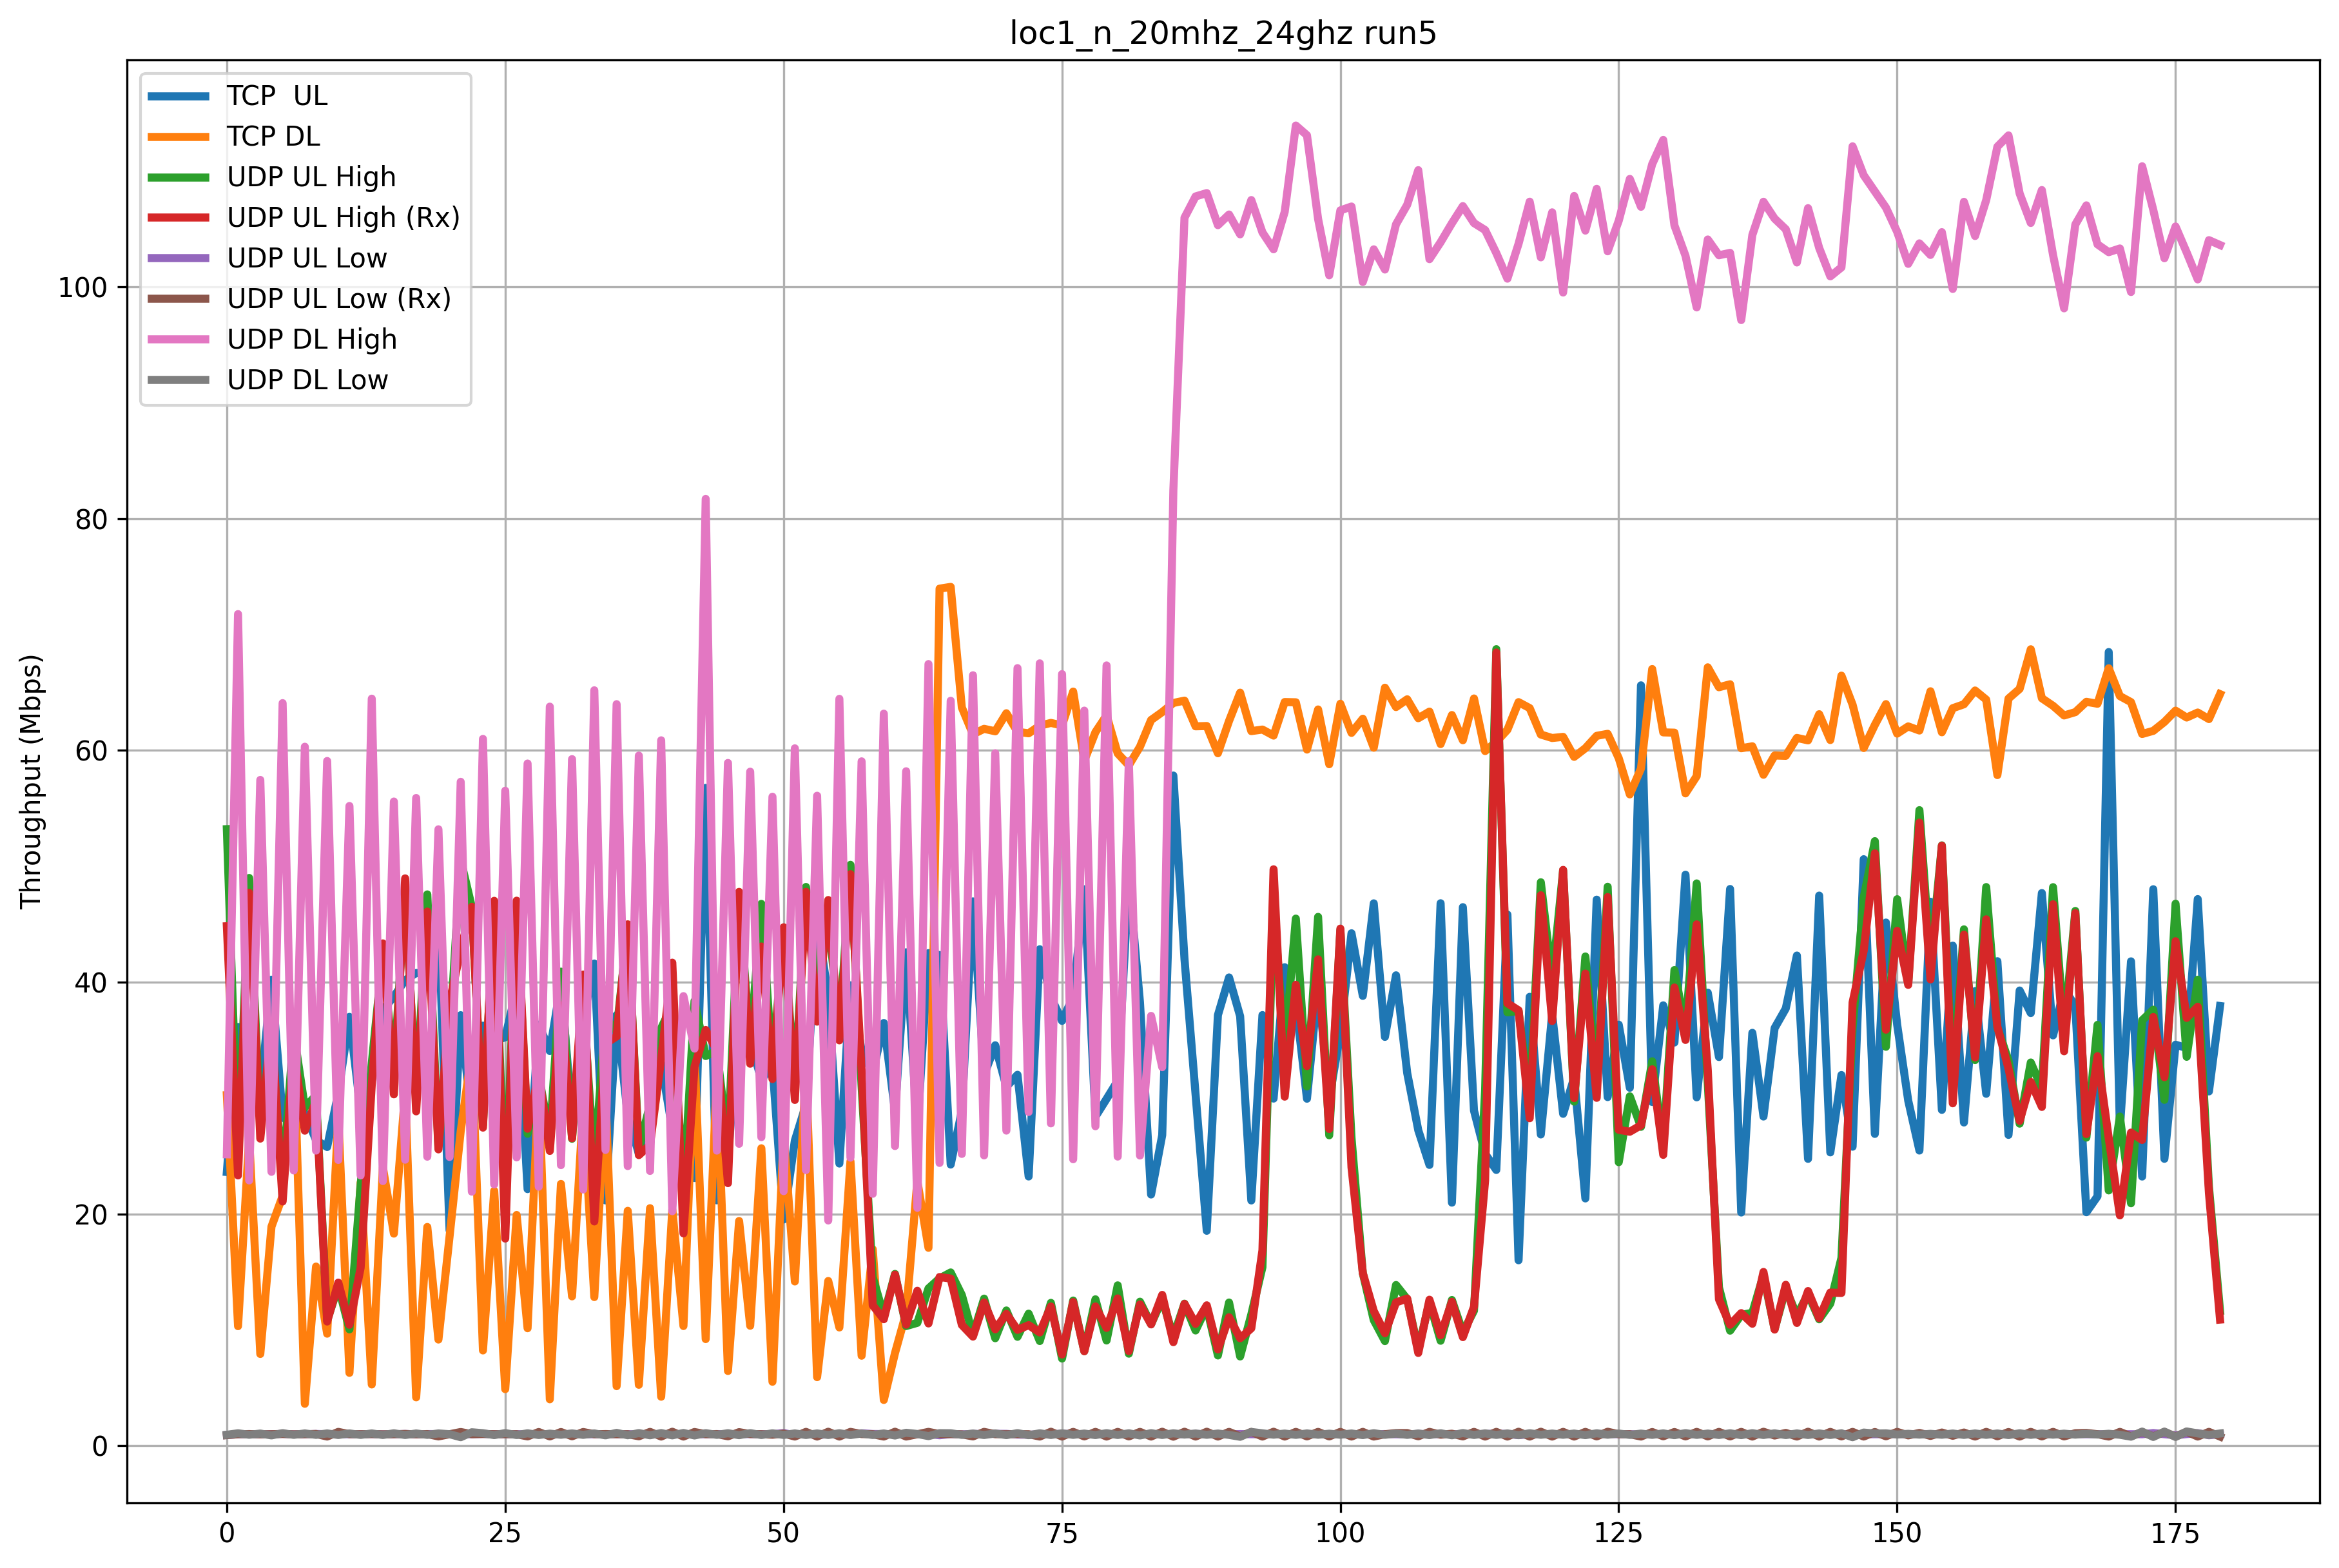 loc1_n_20mhz_24ghz run5
TCP  UL
TCP DL
UDP UL High
UDP UL High (Rx)
UDP UL Low
UDP UL Low (Rx)
UDP DL High
UDP DL Low
Throughput (Mbps)
100
80
60
40
20
0
0 25 50 75 100 125 150 175